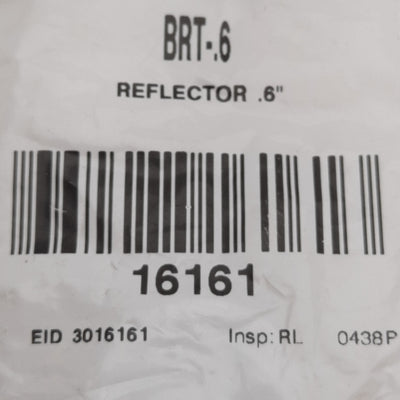 BRT-.6
REFLECTOR .6"
16161
EID 3016161 Insp: RL 0438P